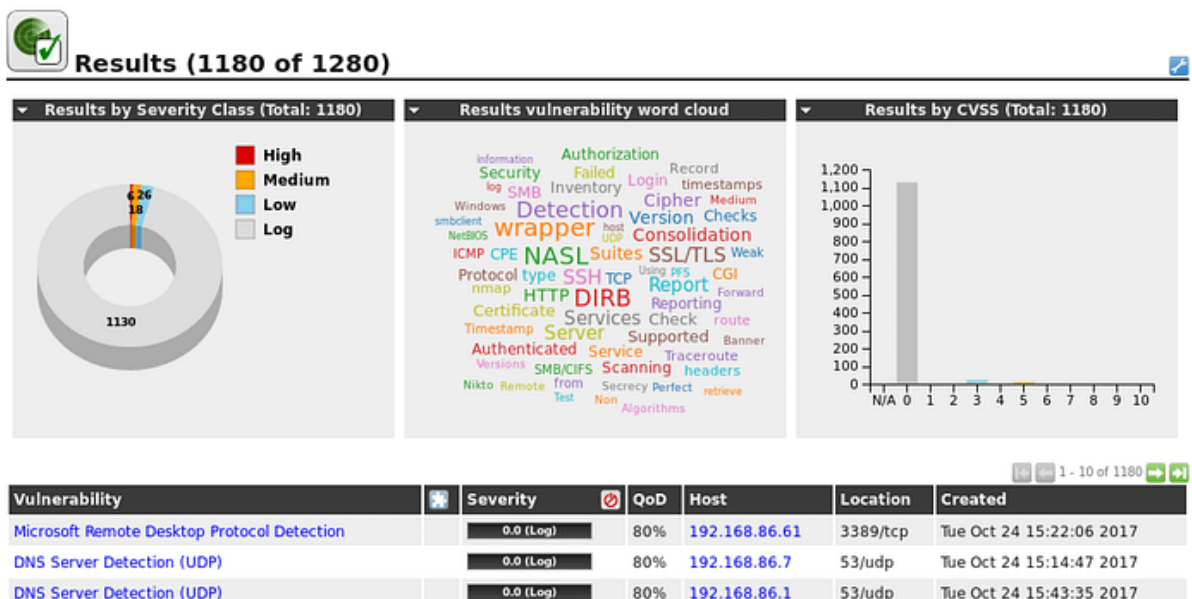 Results (1180 of 1280)
Results by Severity Class (Total: 1180)
High
Medium
Low
Log
6
26
18
1130
Results vulnerability word cloud
information
Authorization
Security
Failed
Record
log
SMB
Inventory
Login
timestamps
Windows
Detection
Cipher
Medium
smbclient
wrapper
host
Version
Checks
NetBIOS
UDP
Consolidation
ICMP
CPE
NASL
Suites
SSL/TLS
Weak
Protocol
type
SSH
TCP
Using
PFS
CGI
nmap
HTTP
DIRB
Report
Forward
Certificate
Services
Reporting
Check
route
Timestamp
Server
Supported
Banner
Authenticated
Service
Traceroute
Versions
SMB/CIFS
Scanning
headers
Nikto
Remote
from
Secrecy
Perfect
retrieve
Test
Non
Algorithms
Results by CVSS (Total: 1180)
1,200
1,100
1,000
900
800
700
600
500
400
300
200
100
0
N/A 0 1 2 3 4 5 6 7 8 9 10
1 - 10 of 1180
Vulnerability Severity QoD Host Location Created
Microsoft Remote Desktop Protocol Detection 0.0 (Log) 80% 192.168.86.61 3389/tcp Tue Oct 24 15:22:06 2017
DNS Server Detection (UDP) 0.0 (Log) 80% 192.168.86.7 53/udp Tue Oct 24 15:14:47 2017
DNS Server Detection (UDP) 0.0 (Log) 80% 192.168.86.1 53/udp Tue Oct 24 15:43:35 2017